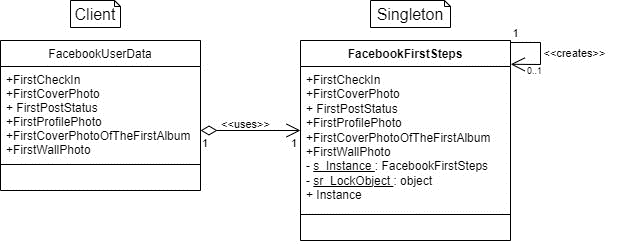 Client
Singleton
FacebookUserData
+FirstCheckIn
+FirstCoverPhoto
+ FirstPostStatus
+FirstProfilePhoto
+FirstCoverPhotoOfTheFirstAlbum
+FirstWallPhoto
1
<<uses>>
1
FacebookFirstSteps
+FirstCheckIn
+FirstCoverPhoto
+ FirstPostStatus
+FirstProfilePhoto
+FirstCoverPhotoOfTheFirstAlbum
+FirstWallPhoto
- s_Instance : FacebookFirstSteps
- sr_LockObject : object
+ Instance
1
<<creates>>
0..1